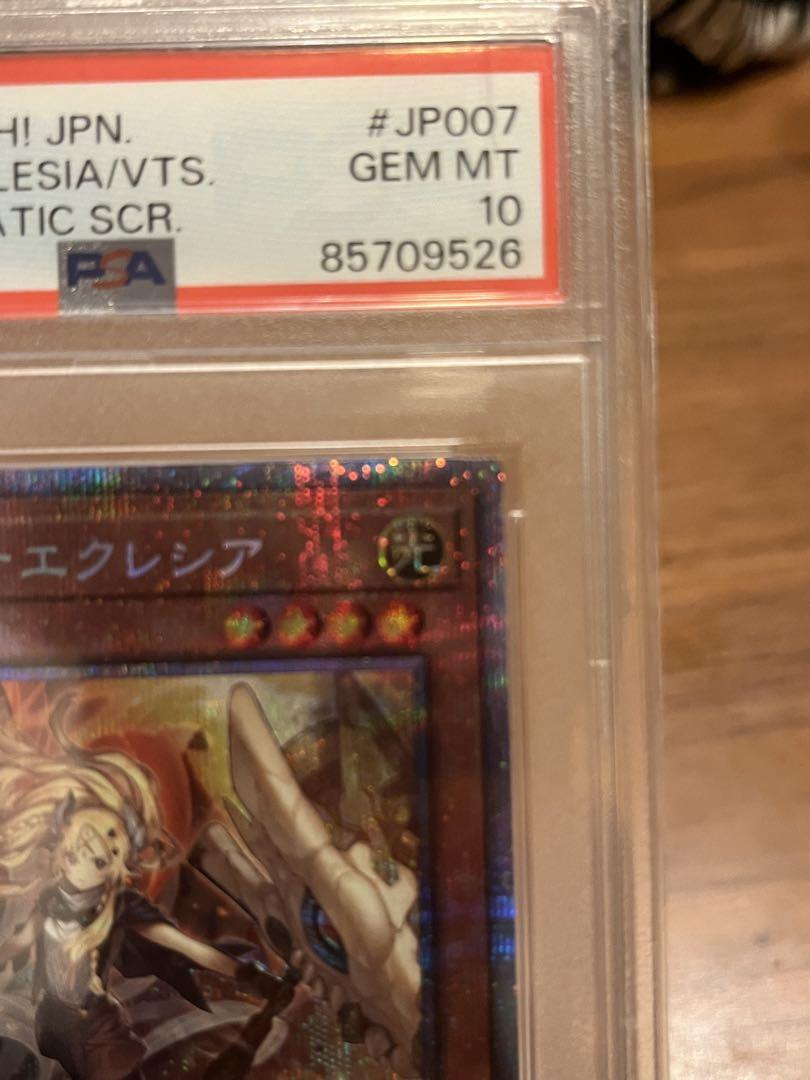 H! JPN. #JP007
LESIA/VTS. GEM MT
ATIC SCR. 10
PSA 85709526
エクレシア 光